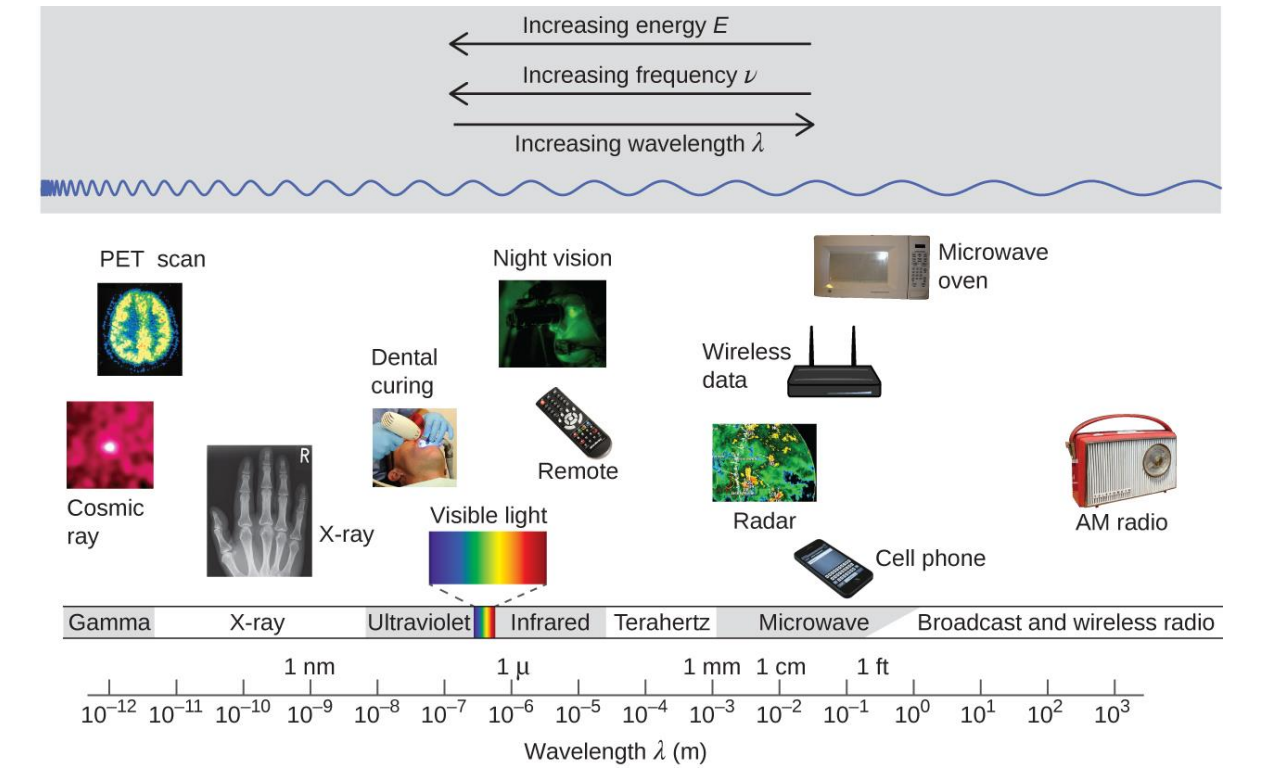 Increasing energy E
Increasing frequency ν
Increasing wavelength λ
PET scan
Night vision
Microwave
oven
Dental
curing
Wireless
data
Remote
Cosmic
ray
R
X-ray
Visible light
Radar
AM radio
Cell phone
Gamma X-ray Ultraviolet Infrared Terahertz Microwave Broadcast and wireless radio
1 nm 1 µ 1 mm 1 cm 1 ft
10⁻¹² 10⁻¹¹ 10⁻¹⁰ 10⁻⁹ 10⁻⁸ 10⁻⁷ 10⁻⁶ 10⁻⁵ 10⁻⁴ 10⁻³ 10⁻² 10⁻¹ 10⁰ 10¹ 10² 10³
Wavelength λ (m)